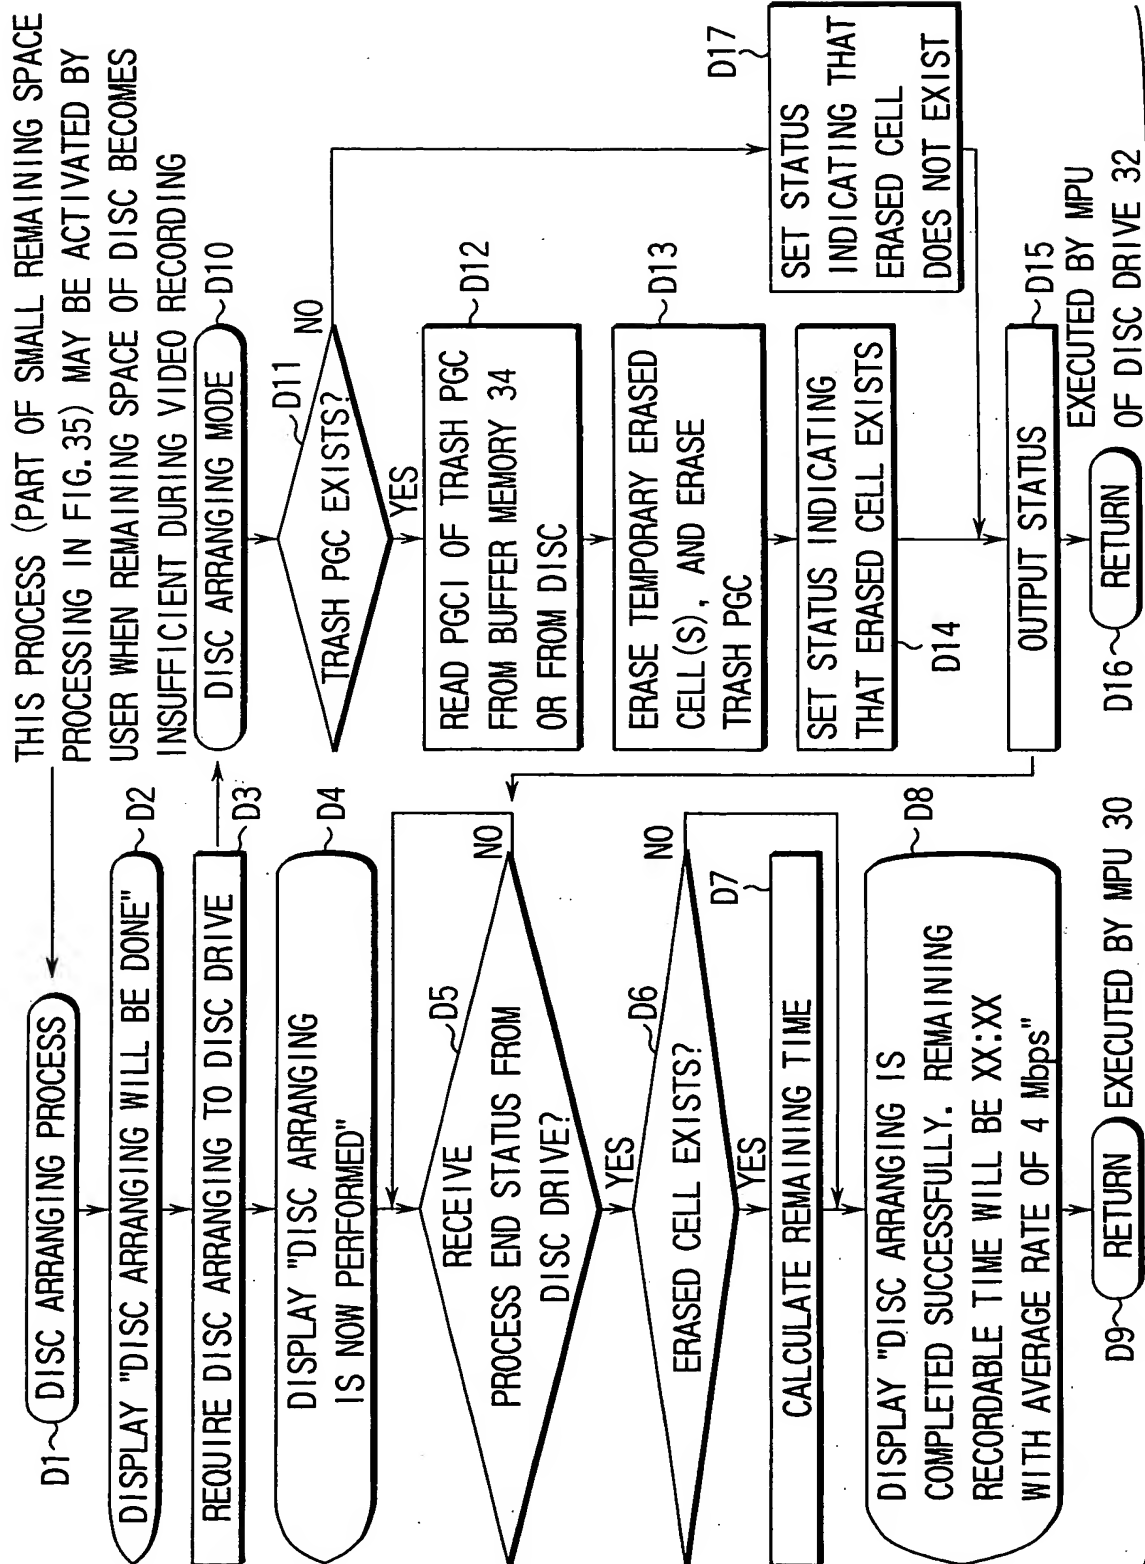 THIS PROCESS (PART OF SMALL REMAINING SPACE
PROCESSING IN FIG.35) MAY BE ACTIVATED BY
USER WHEN REMAINING SPACE OF DISC BECOMES
INSUFFICIENT DURING VIDEO RECORDING
D1
DISC ARRANGING PROCESS
D2
DISPLAY "DISC ARRANGING WILL BE DONE"
D3
REQUIRE DISC ARRANGING TO DISC DRIVE
D4
DISPLAY "DISC ARRANGING
IS NOW PERFORMED"
D5
RECEIVE
PROCESS END STATUS FROM
DISC DRIVE?
NO
YES
D6
ERASED CELL EXISTS?
NO
YES
D7
CALCULATE REMAINING TIME
D8
DISPLAY "DISC ARRANGING IS
COMPLETED SUCCESSFULLY. REMAINING
RECORDABLE TIME WILL BE XX:XX
WITH AVERAGE RATE OF 4 Mbps"
D9
RETURN
EXECUTED BY MPU 30
D10
DISC ARRANGING MODE
D11
TRASH PGC EXISTS?
NO
YES
D12
READ PGCI OF TRASH PGC
FROM BUFFER MEMORY 34
OR FROM DISC
D13
ERASE TEMPORARY ERASED
CELL(S), AND ERASE
TRASH PGC
SET STATUS INDICATING
THAT ERASED CELL EXISTS
D14
D17
SET STATUS
INDICATING THAT
ERASED CELL
DOES NOT EXIST
D15
OUTPUT STATUS
D16
RETURN
EXECUTED BY MPU
OF DISC DRIVE 32